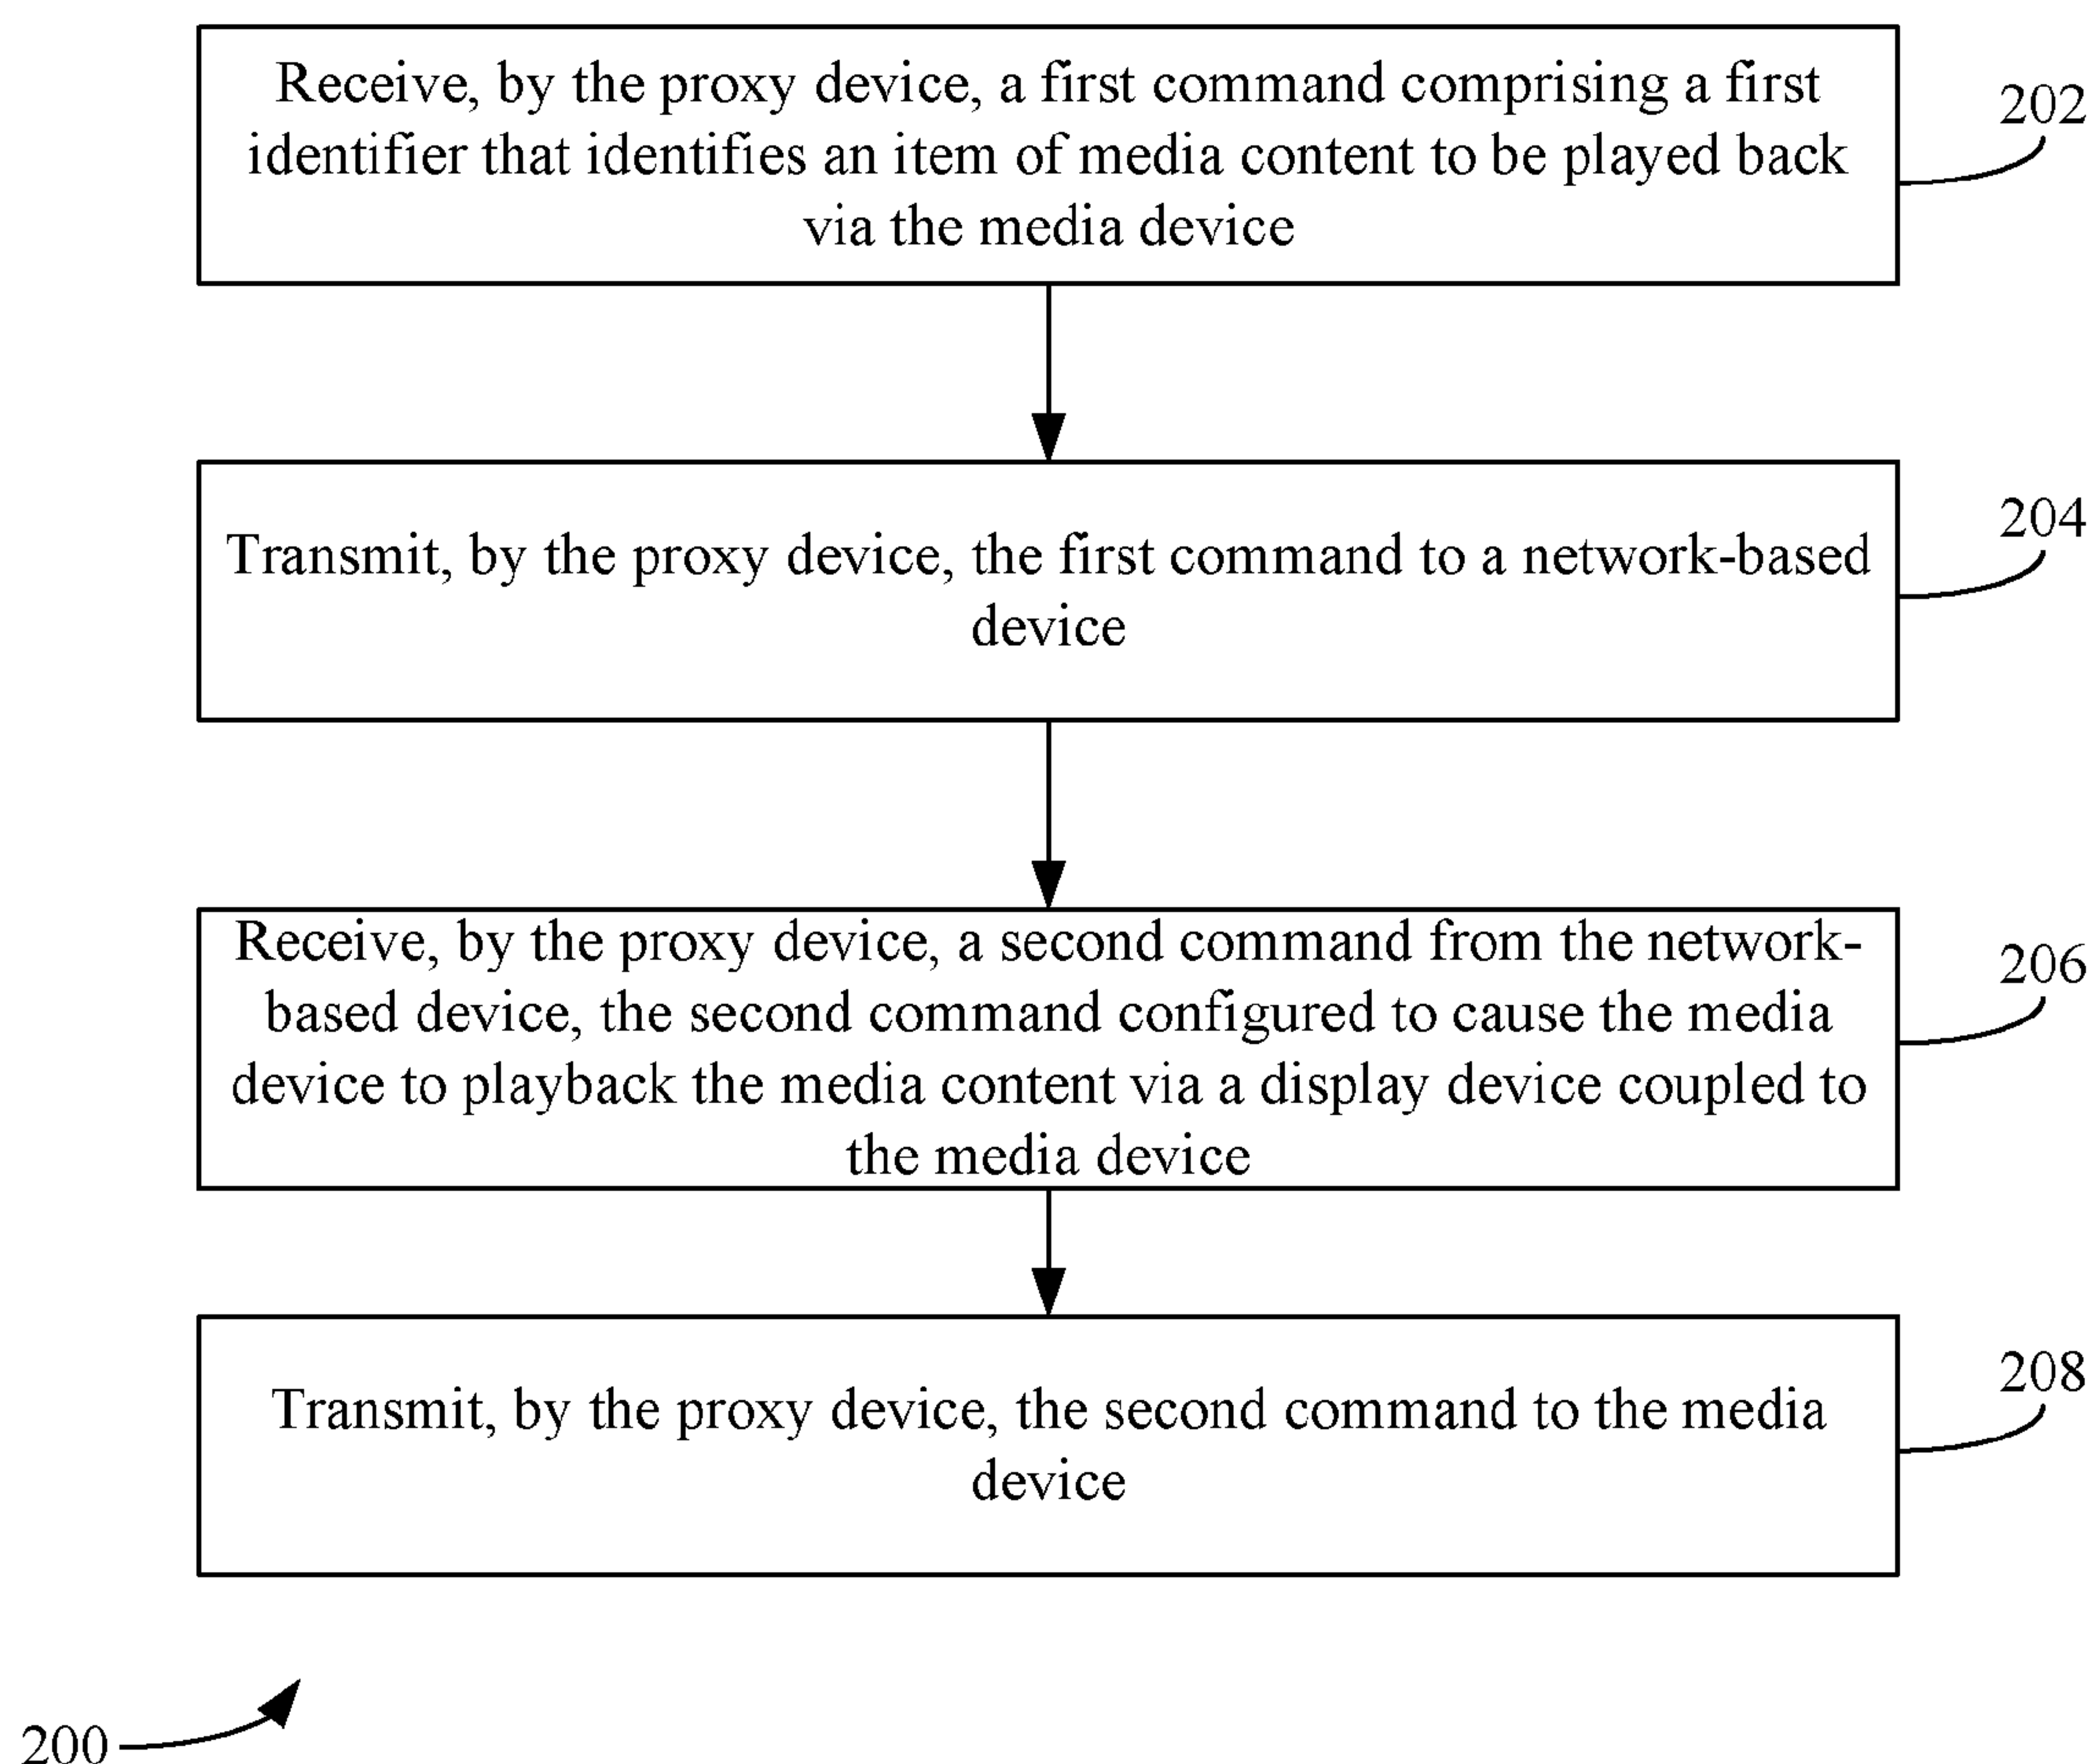 Receive, by the proxy device, a first command comprising a first
identifier that identifies an item of media content to be played back
via the media device
202
Transmit, by the proxy device, the first command to a network-based
device
204
Receive, by the proxy device, a second command from the network-
based device, the second command configured to cause the media
device to playback the media content via a display device coupled to
the media device
206
Transmit, by the proxy device, the second command to the media
device
208
200